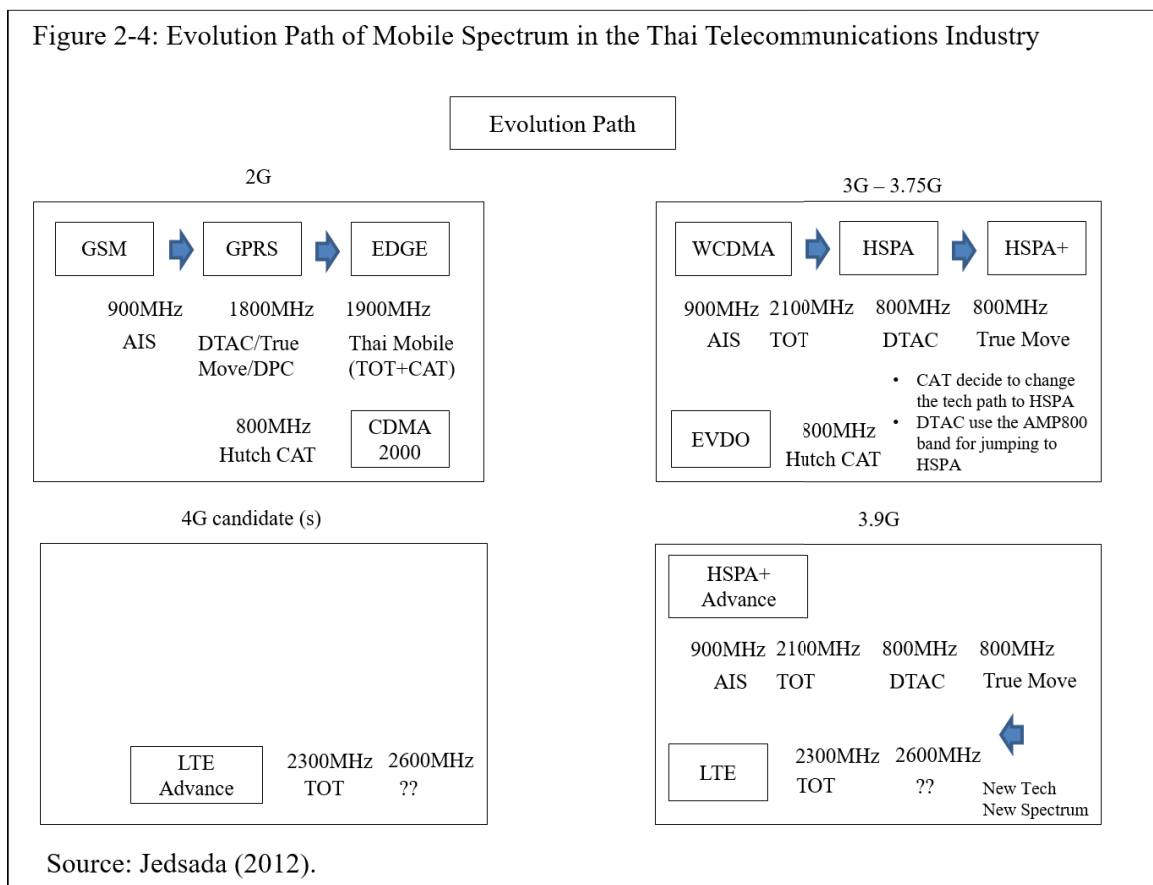 Figure 2-4: Evolution Path of Mobile Spectrum in the Thai Telecommunications Industry
Evolution Path
2G
GSM
GPRS
EDGE
900MHz
1800MHz
1900MHz
AIS
DTAC/True
Move/DPC
Thai Mobile
(TOT+CAT)
800MHz
Hutch CAT
CDMA
2000
3G – 3.75G
WCDMA
HSPA
HSPA+
900MHz
2100MHz
800MHz
800MHz
AIS
TOT
DTAC
True Move
• CAT decide to change
the tech path to HSPA
• DTAC use the AMP800
band for jumping to
HSPA
EVDO
800MHz
Hutch CAT
4G candidate (s)
LTE
Advance
2300MHz
TOT
2600MHz
??
3.9G
HSPA+
Advance
900MHz
2100MHz
800MHz
800MHz
AIS
TOT
DTAC
True Move
LTE
2300MHz
TOT
2600MHz
??
New Tech
New Spectrum
Source: Jedsada (2012).